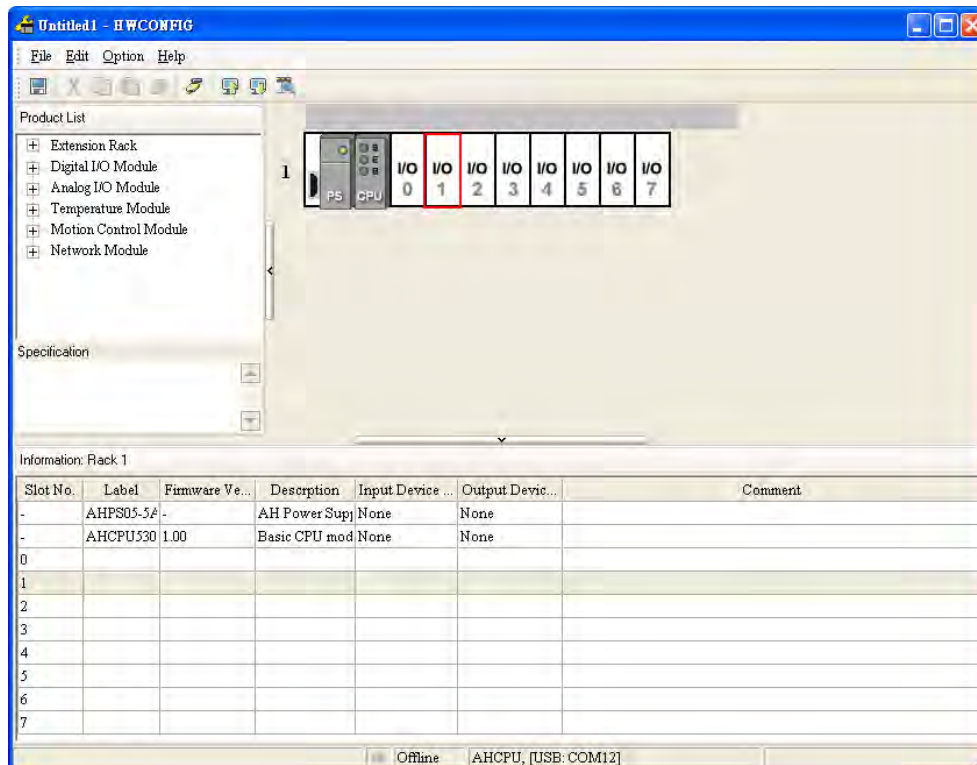 Untitled1 - HWCONFIG
File Edit Option Help
Product List
Extension Rack
Digital I/O Module
Analog I/O Module
Temperature Module
Motion Control Module
Network Module
Specification
1
PS CPU I/O 0 I/O 1 I/O 2 I/O 3 I/O 4 I/O 5 I/O 6 I/O 7
Information: Rack 1
Slot No. Label Firmware Ve... Descrption Input Device ... Output Devic... Comment
- AHPS05-5A - AH Power Supp None None
- AHCPU530 1.00 Basic CPU mod None None
0
1
2
3
4
5
6
7
Offline AHCPU, [USB: COM12]